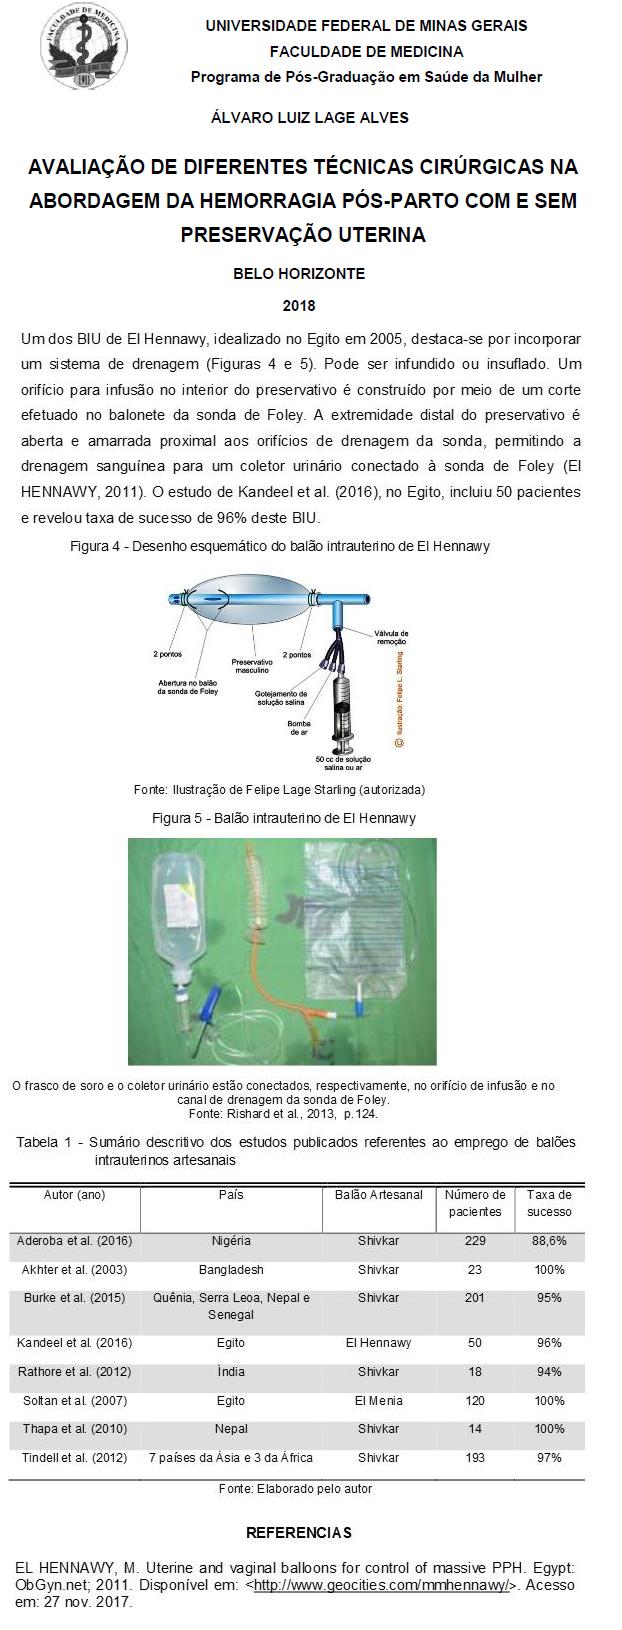 FACULDADE DE MEDICINA
1911
UNIVERSIDADE FEDERAL DE MINAS GERAIS
FACULDADE DE MEDICINA
Programa de Pós-Graduação em Saúde da Mulher
ÁLVARO LUIZ LAGE ALVES
AVALIAÇÃO DE DIFERENTES TÉCNICAS CIRÚRGICAS NA
ABORDAGEM DA HEMORRAGIA PÓS-PARTO COM E SEM
PRESERVAÇÃO UTERINA
BELO HORIZONTE
2018
Um dos BIU de El Hennawy, idealizado no Egito em 2005, destaca-se por incorporar
um sistema de drenagem (Figuras 4 e 5). Pode ser infundido ou insuflado. Um
orifício para infusão no interior do preservativo é construído por meio de um corte
efetuado no balonete da sonda de Foley. A extremidade distal do preservativo é
aberta e amarrada proximal aos orifícios de drenagem da sonda, permitindo a
drenagem sanguínea para um coletor urinário conectado à sonda de Foley (El
HENNAWY, 2011). O estudo de Kandeel et al. (2016), no Egito, incluiu 50 pacientes
e revelou taxa de sucesso de 96% deste BIU.
Figura 4 - Desenho esquemático do balão intrauterino de El Hennawy
2 pontos
Abertura no balão
da sonda de Foley
Preservativo
masculino
2 pontos
Válvula de
remoção
Gotejamento de
solução salina
Bomba
de ar
50 cc de solução
salina ou ar
© Ilustração: Felipe L. Starling
Fonte: Ilustração de Felipe Lage Starling (autorizada)
Figura 5 - Balão intrauterino de El Hennawy
O frasco de soro e o coletor urinário estão conectados, respectivamente, no orifício de infusão e no
canal de drenagem da sonda de Foley.
Fonte: Rishard et al., 2013, p.124.
Tabela 1 - Sumário descritivo dos estudos publicados referentes ao emprego de balões
intrauterinos artesanais
Autor (ano) País Balão Artesanal Número de pacientes Taxa de sucesso
Aderoba et al. (2016) Nigéria Shivkar 229 88,6%
Akhter et al. (2003) Bangladesh Shivkar 23 100%
Burke et al. (2015) Quênia, Serra Leoa, Nepal e Senegal Shivkar 201 95%
Kandeel et al. (2016) Egito El Hennawy 50 96%
Rathore et al. (2012) Índia Shivkar 18 94%
Soltan et al. (2007) Egito El Menia 120 100%
Thapa et al. (2010) Nepal Shivkar 14 100%
Tindell et al. (2012) 7 países da Ásia e 3 da África Shivkar 193 97%
Fonte: Elaborado pelo autor
REFERENCIAS
EL HENNAWY, M. Uterine and vaginal balloons for control of massive PPH. Egypt:
ObGyn.net; 2011. Disponível em: <http://www.geocities.com/mmhennawy/>. Acesso
em: 27 nov. 2017.